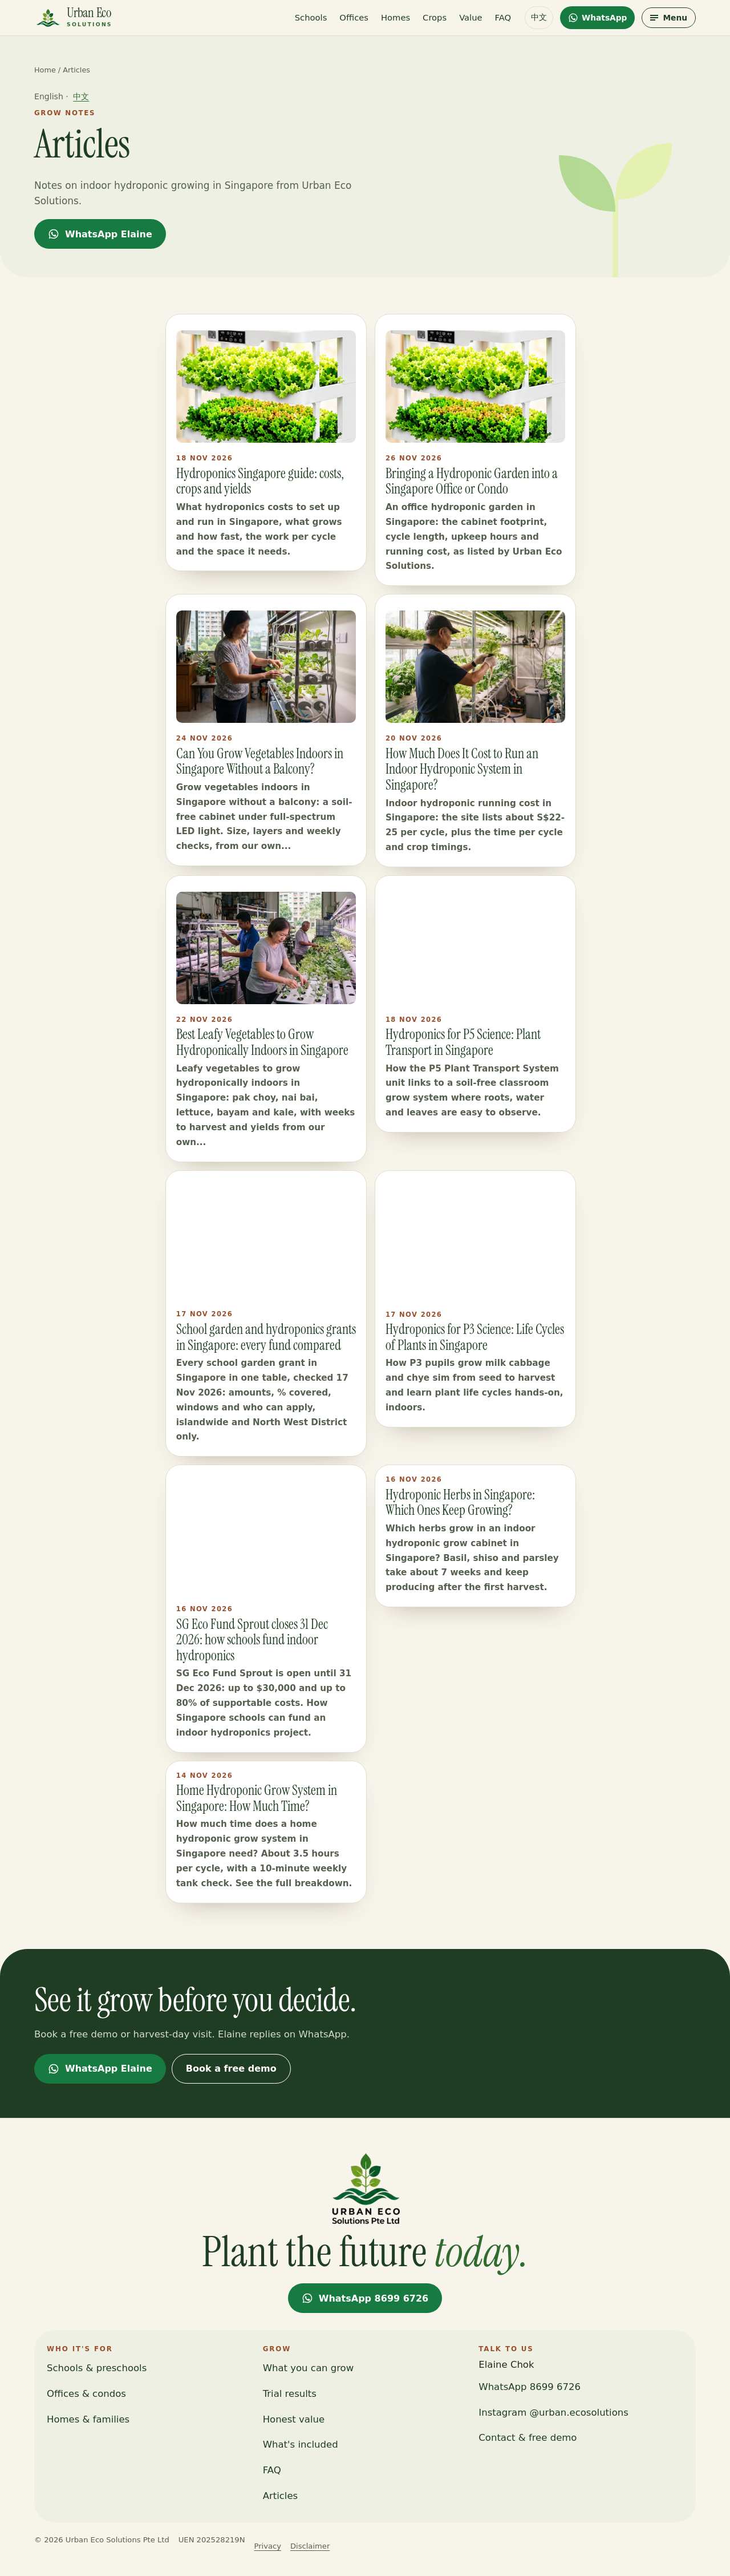 Urban Eco
SOLUTIONS
Schools
Offices
Homes
Crops
Value
FAQ
中文
WhatsApp
Menu
Home / Articles
English · 中文
GROW NOTES
Articles
Notes on indoor hydroponic growing in Singapore from Urban Eco
Solutions.
WhatsApp Elaine
18 NOV 2026
Hydroponics Singapore guide: costs,
crops and yields
What hydroponics costs to set up
and run in Singapore, what grows
and how fast, the work per cycle
and the space it needs.
26 NOV 2026
Bringing a Hydroponic Garden into a
Singapore Office or Condo
An office hydroponic garden in
Singapore: the cabinet footprint,
cycle length, upkeep hours and
running cost, as listed by Urban Eco
Solutions.
24 NOV 2026
Can You Grow Vegetables Indoors in
Singapore Without a Balcony?
Grow vegetables indoors in
Singapore without a balcony: a soil-
free cabinet under full-spectrum
LED light. Size, layers and weekly
checks, from our own...
20 NOV 2026
How Much Does It Cost to Run an
Indoor Hydroponic System in
Singapore?
Indoor hydroponic running cost in
Singapore: the site lists about S$22-
25 per cycle, plus the time per cycle
and crop timings.
22 NOV 2026
Best Leafy Vegetables to Grow
Hydroponically Indoors in Singapore
Leafy vegetables to grow
hydroponically indoors in
Singapore: pak choy, nai bai,
lettuce, bayam and kale, with weeks
to harvest and yields from our
own...
18 NOV 2026
Hydroponics for P5 Science: Plant
Transport in Singapore
How the P5 Plant Transport System
unit links to a soil-free classroom
grow system where roots, water
and leaves are easy to observe.
17 NOV 2026
School garden and hydroponics grants
in Singapore: every fund compared
Every school garden grant in
Singapore in one table, checked 17
Nov 2026: amounts, % covered,
windows and who can apply,
islandwide and North West District
only.
17 NOV 2026
Hydroponics for P3 Science: Life Cycles
of Plants in Singapore
How P3 pupils grow milk cabbage
and chye sim from seed to harvest
and learn plant life cycles hands-on,
indoors.
16 NOV 2026
SG Eco Fund Sprout closes 31 Dec
2026: how schools fund indoor
hydroponics
SG Eco Fund Sprout is open until 31
Dec 2026: up to $30,000 and up to
80% of supportable costs. How
Singapore schools can fund an
indoor hydroponics project.
16 NOV 2026
Hydroponic Herbs in Singapore:
Which Ones Keep Growing?
Which herbs grow in an indoor
hydroponic grow cabinet in
Singapore? Basil, shiso and parsley
take about 7 weeks and keep
producing after the first harvest.
14 NOV 2026
Home Hydroponic Grow System in
Singapore: How Much Time?
How much time does a home
hydroponic grow system in
Singapore need? About 3.5 hours
per cycle, with a 10-minute weekly
tank check. See the full breakdown.
See it grow before you decide.
Book a free demo or harvest-day visit. Elaine replies on WhatsApp.
WhatsApp Elaine
Book a free demo
URBAN ECO
Solutions Pte Ltd
Plant the future today.
WhatsApp 8699 6726
WHO IT'S FOR
Schools & preschools
Offices & condos
Homes & families
GROW
What you can grow
Trial results
Honest value
What's included
FAQ
Articles
TALK TO US
Elaine Chok
WhatsApp 8699 6726
Instagram @urban.ecosolutions
Contact & free demo
© 2026 Urban Eco Solutions Pte Ltd
UEN 202528219N
Privacy
Disclaimer